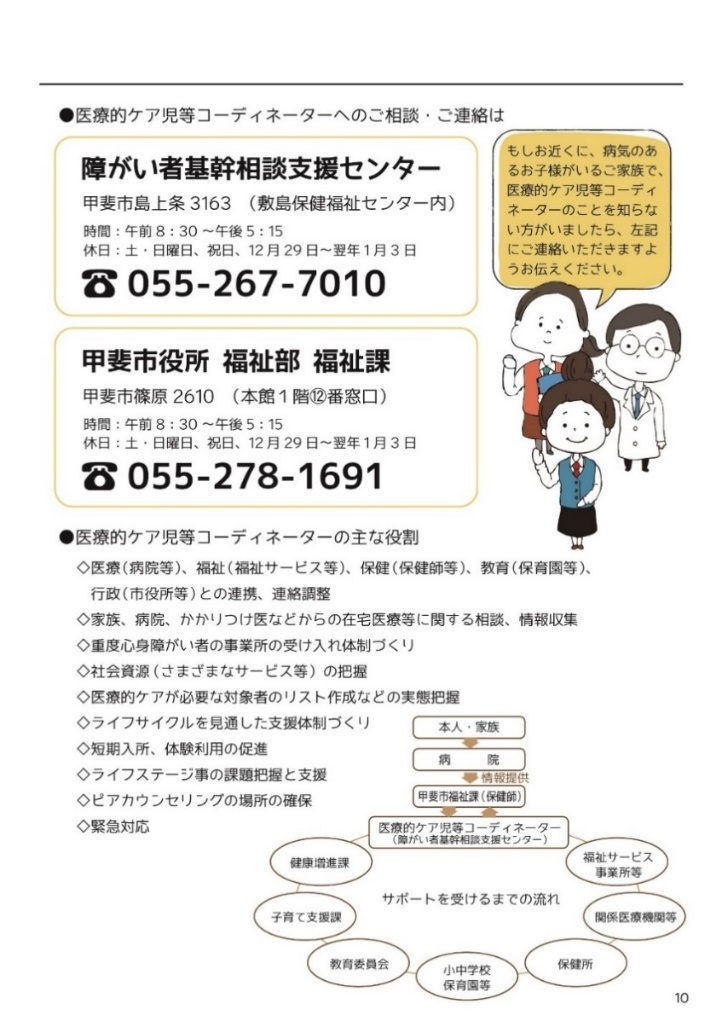 ●医療的ケア児等コーディネーターへのご相談・ご連絡は
障がい者基幹相談支援センター
甲斐市島上条 3163 （敷島保健福祉センター内）
時間：午前 8：30 ～午後 5：15
休日：土・日曜日、祝日、12 月 29 日～翌年 1 月 3 日
☎ 055-267-7010
もしお近くに、病気のあ
るお子様がいるご家族で、
医療的ケア児等コーディ
ネーターのことを知らな
い方がいましたら、左記
にご連絡いただきますよ
うお伝えください。
甲斐市役所 福祉部 福祉課
甲斐市篠原 2610 （本館 1 階⑫番窓口）
時間：午前 8：30 ～午後 5：15
休日：土・日曜日、祝日、12 月 29 日～翌年 1 月 3 日
☎ 055-278-1691
●医療的ケア児等コーディネーターの主な役割
◇医療(病院等)、福祉(福祉サービス等)、保健(保健師等)、教育(保育園等)、
行政(市役所等)との連携、連絡調整
◇家族、病院、かかりつけ医などからの在宅医療等に関する相談、情報収集
◇重度心身障がい者の事業所の受け入れ体制づくり
◇社会資源(さまざまなサービス等)の把握
◇医療的ケアが必要な対象者のリスト作成などの実態把握
◇ライフサイクルを見通した支援体制づくり
◇短期入所、体験利用の促進
◇ライフステージ事の課題把握と支援
◇ピアカウンセリングの場所の確保
◇緊急対応
本人・家族
病 院
情報提供
甲斐市福祉課(保健師)
医療的ケア児等コーディネーター
(障がい者基幹相談支援センター)
健康増進課
福祉サービス
事業所等
サポートを受けるまでの流れ
子育て支援課
関係医療機関等
教育委員会
小中学校
保育園等
保健所
10